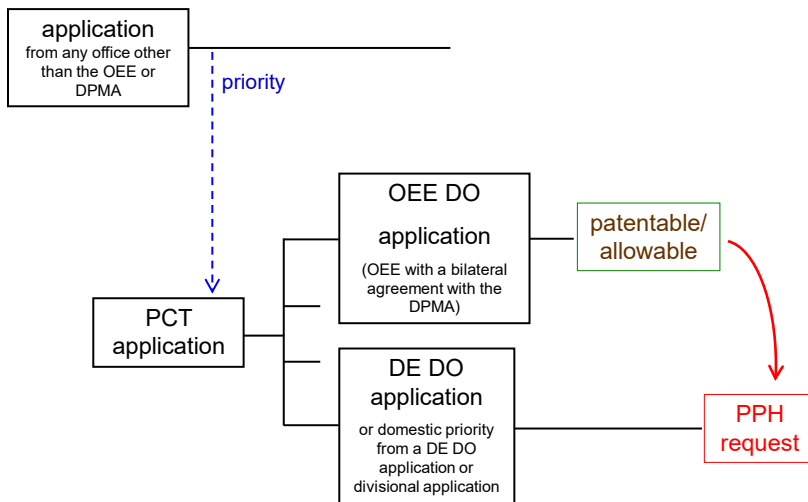 application
from any office other
than the OEE or
DPMA
priority
OEE DO
application
(OEE with a bilateral
agreement with the
DPMA)
patentable/
allowable
PCT
application
DE DO
application
or domestic priority
from a DE DO
application or
divisional application
PPH
request